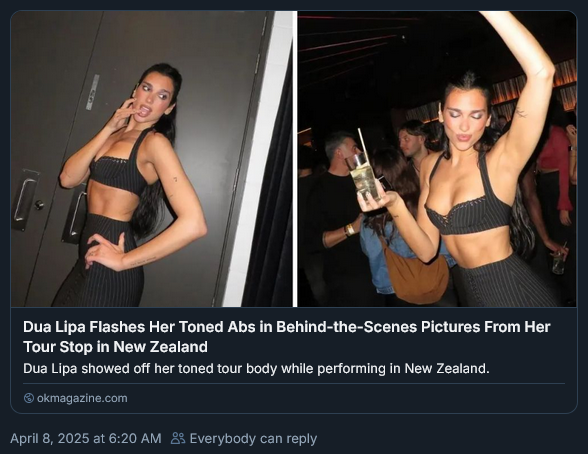 Dua Lipa Flashes Her Toned Abs in Behind-the-Scenes Pictures From Her
Tour Stop in New Zealand
Dua Lipa showed off her toned tour body while performing in New Zealand.
okmagazine.com
April 8, 2025 at 6:20 AM Everybody can reply